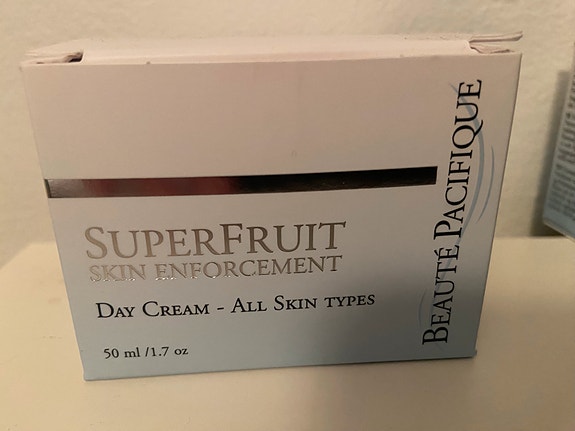 SUPERFRUIT
SKIN ENFORCEMENT
DAY CREAM - ALL SKIN TYPES
50 ml /1.7 oz
BEAUTÉ PACIFIQUE